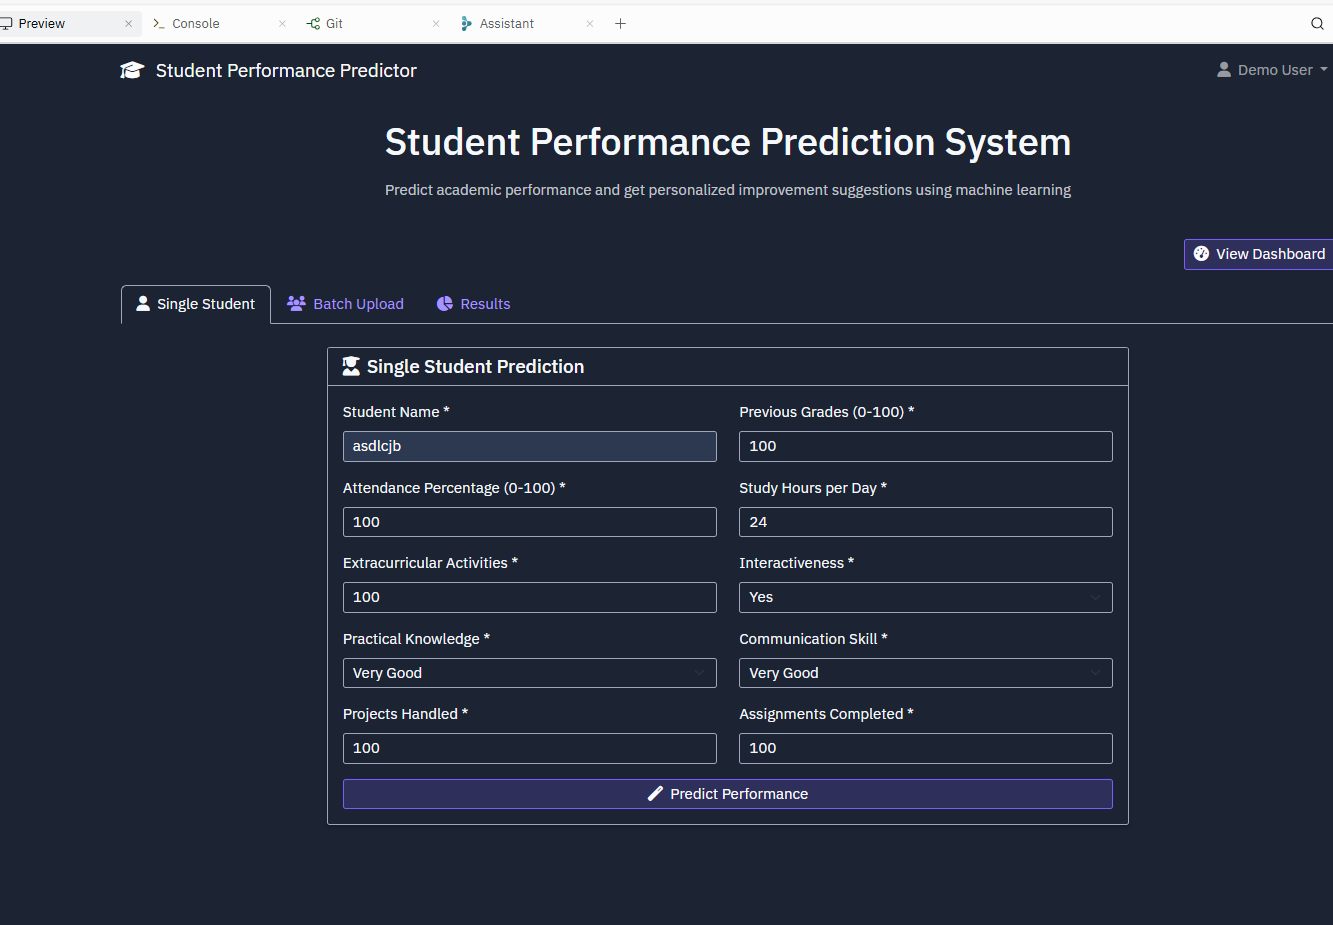 Preview
Console
Git
Assistant
Student Performance Predictor
Demo User
Student Performance Prediction System
Predict academic performance and get personalized improvement suggestions using machine learning
View Dashboard
Single Student
Batch Upload
Results
Single Student Prediction
Student Name *
Previous Grades (0-100) *
asdlcjb
100
Attendance Percentage (0-100) *
Study Hours per Day *
100
24
Extracurricular Activities *
Interactiveness *
100
Yes
Practical Knowledge *
Communication Skill *
Very Good
Very Good
Projects Handled *
Assignments Completed *
100
100
Predict Performance